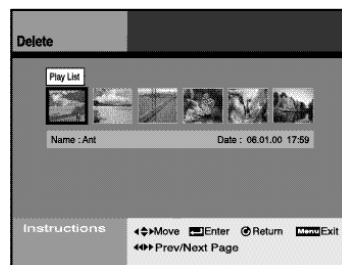 Delete
Play List
Name : Ant Date : 06.01.00 17:59
Instructions Move Enter Return Menu Exit
Prev/Next Page